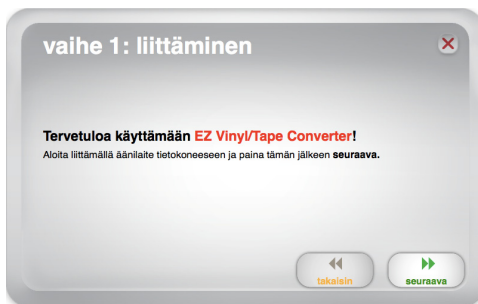 vaihe 1: liittäminen
Tervetuloa käyttämään EZ Vinyl/Tape Converter!
Aloita liittämällä äänilaite tietokoneeseen ja paina tämän jälkeen seuraava.
takaisin
seuraava